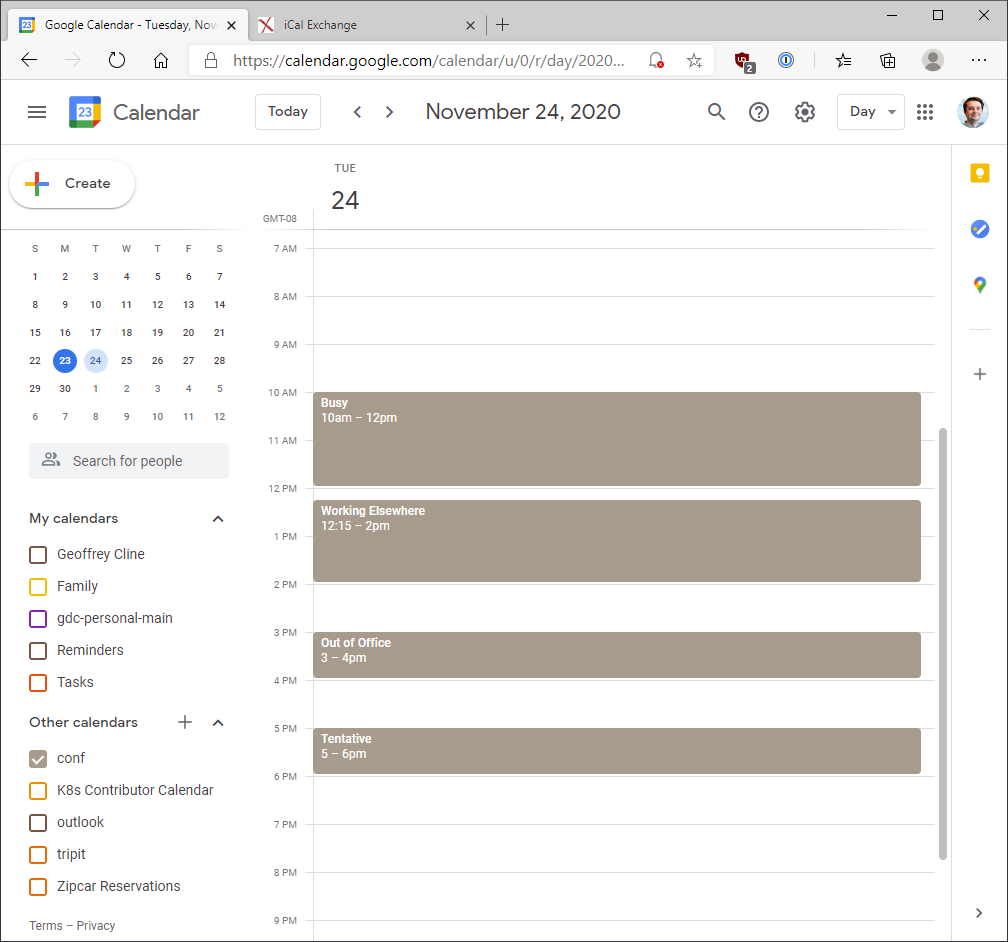 Google Calendar - Tuesday, Nov
iCal Exchange
https://calendar.google.com/calendar/u/0/r/day/2020...
2
23
Calendar
Today
November 24, 2020
Day
Create
TUE
24
GMT-08
S M T W T F S
1 2 3 4 5 6 7
8 9 10 11 12 13 14
15 16 17 18 19 20 21
22 23 24 25 26 27 28
29 30 1 2 3 4 5
6 7 8 9 10 11 12
Search for people
My calendars
Geoffrey Cline
Family
gdc-personal-main
Reminders
Tasks
Other calendars
conf
K8s Contributor Calendar
outlook
tripit
Zipcar Reservations
Terms – Privacy
7 AM
8 AM
9 AM
10 AM
Busy
10am – 12pm
11 AM
12 PM
Working Elsewhere
12:15 – 2pm
1 PM
2 PM
3 PM
Out of Office
3 – 4pm
4 PM
5 PM
Tentative
5 – 6pm
6 PM
7 PM
8 PM
9 PM